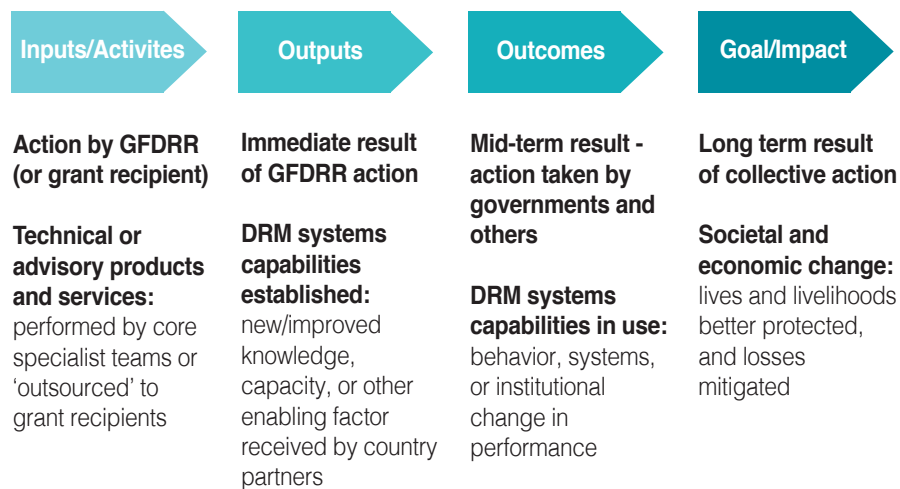 Inputs/Activites
Outputs
Outcomes
Goal/Impact
Action by GFDRR
(or grant recipient)
Technical or
advisory products
and services:
performed by core
specialist teams or
‘outsourced’ to
grant recipients
Immediate result
of GFDRR action
DRM systems
capabilities
established:
new/improved
knowledge,
capacity, or other
enabling factor
received by country
partners
Mid-term result -
action taken by
governments and
others
DRM systems
capabilities in use:
behavior, systems,
or institutional
change in
performance
Long term result
of collective action
Societal and
economic change:
lives and livelihoods
better protected,
and losses
mitigated